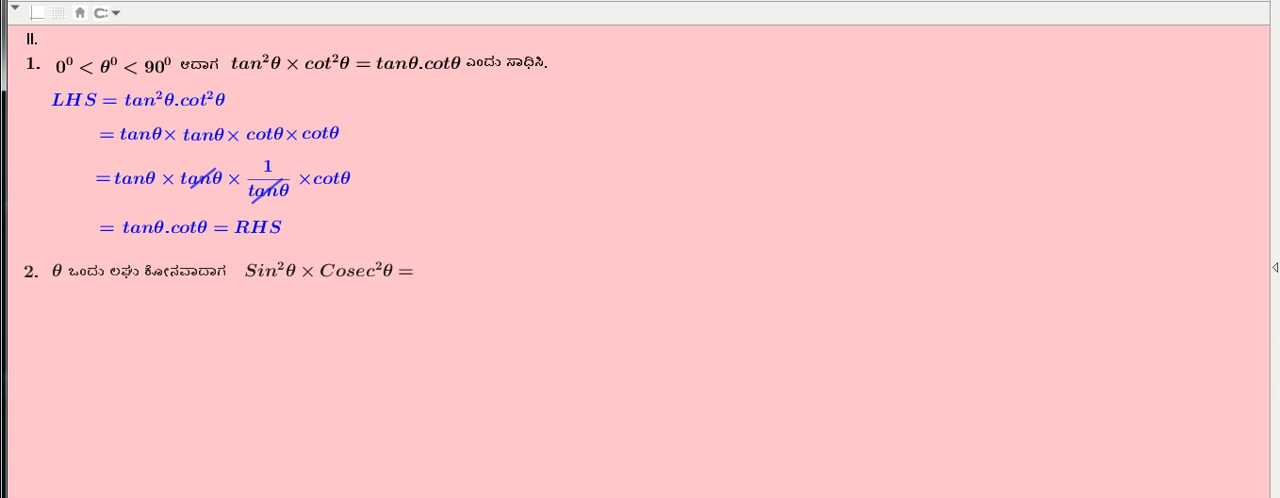 II.
1. 0⁰ < θ⁰ < 90⁰ ಆದಾಗ tan²θ × cot²θ = tanθ.cotθ ಎಂದು ಸಾಧಿಸಿ.
LHS = tan²θ.cot²θ
= tanθ× tanθ × cotθ×cotθ
= tanθ × tanθ × 1/tanθ ×cotθ
= tanθ.cotθ = RHS
2. θ ಒಂದು ಲಘು ಕೋನವಾದಾಗ Sin²θ × Cosec²θ =